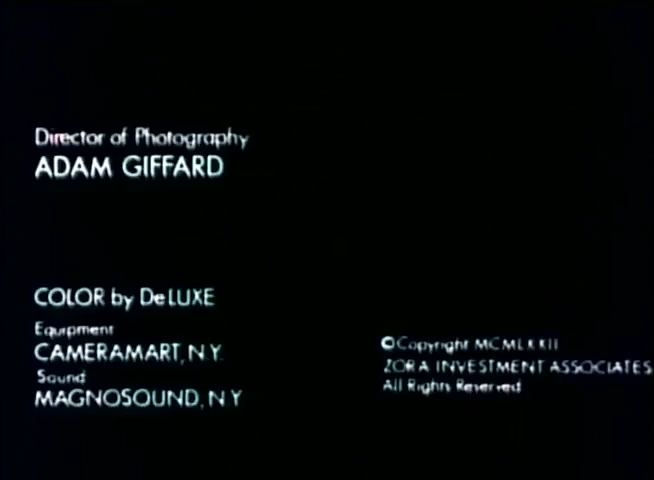 Director of Photography
ADAM GIFFARD
COLOR by DeLUXE
Equipment
CAMERAMART, N.Y.
Sound
MAGNOSOUND, N Y
©Copyright MCMLXXII
ZORA INVESTMENT ASSOCIATES
All Rights Reserved